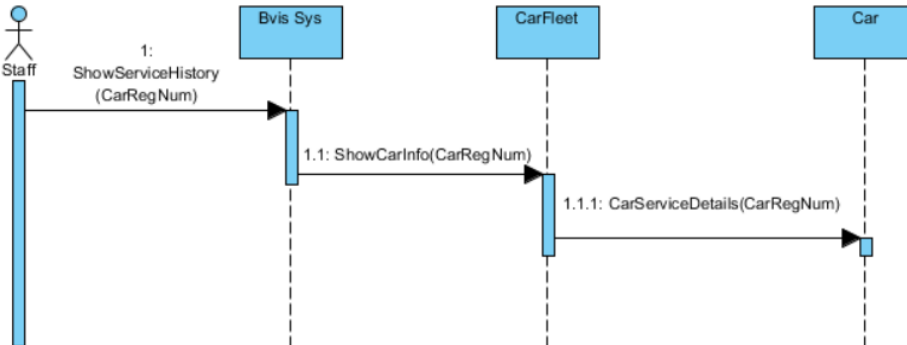 Bvis Sys
CarFleet
Car
Staff
1:
ShowServiceHistory
(CarRegNum)
1.1: ShowCarInfo(CarRegNum)
1.1.1: CarServiceDetails(CarRegNum)